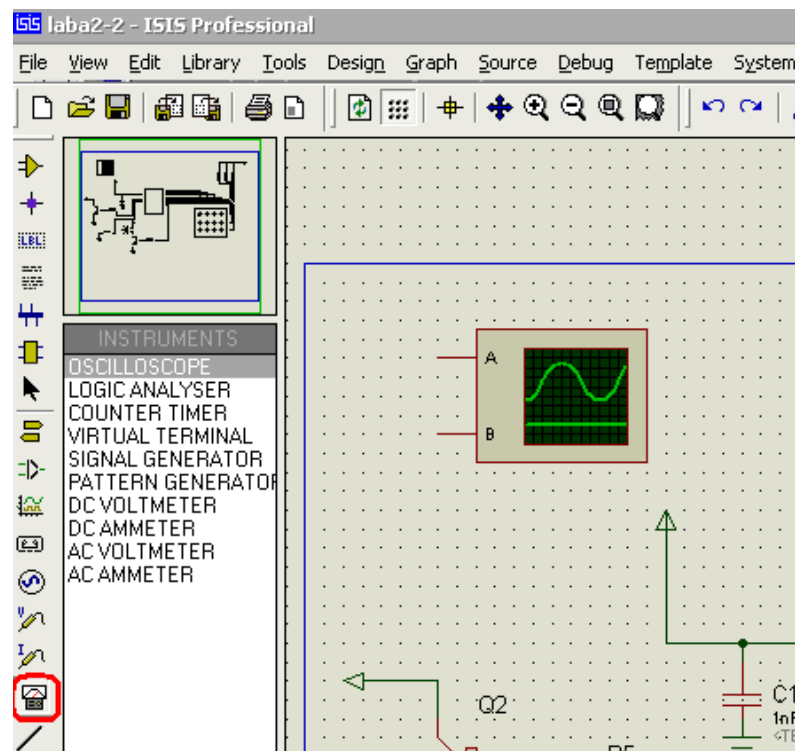 isis laba2-2 - ISIS Professional
File View Edit Library Tools Design Graph Source Debug Template System
LBL
INSTRUMENTS
OSCILLOSCOPE
LOGIC ANALYSER
COUNTER TIMER
VIRTUAL TERMINAL
SIGNAL GENERATOR
PATTERN GENERATOR
DC VOLTMETER
DC AMMETER
AC VOLTMETER
AC AMMETER
A
B
Q2
C1